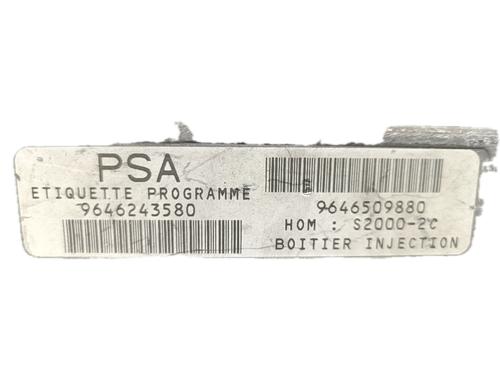 PSA
ETIQUETTE PROGRAMME
9646243580
9646509880
HOM : S2000-2C
BOITIER INJECTION